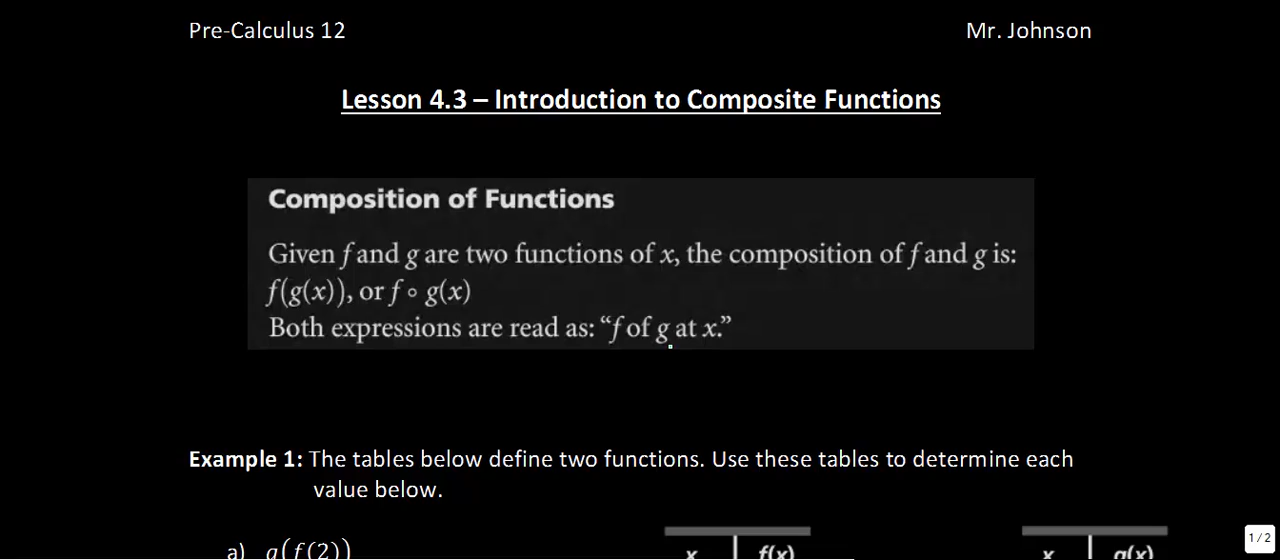 Pre-Calculus 12 Mr. Johnson
Lesson 4.3 – Introduction to Composite Functions
Composition of Functions
Given f and g are two functions of x, the composition of f and g is:
f(g(x)), or f ∘ g(x)
Both expressions are read as: “f of g at x.”
Example 1: The tables below define two functions. Use these tables to determine each
value below.
a) g(f(2)) x f(x) x g(x)
1 / 2